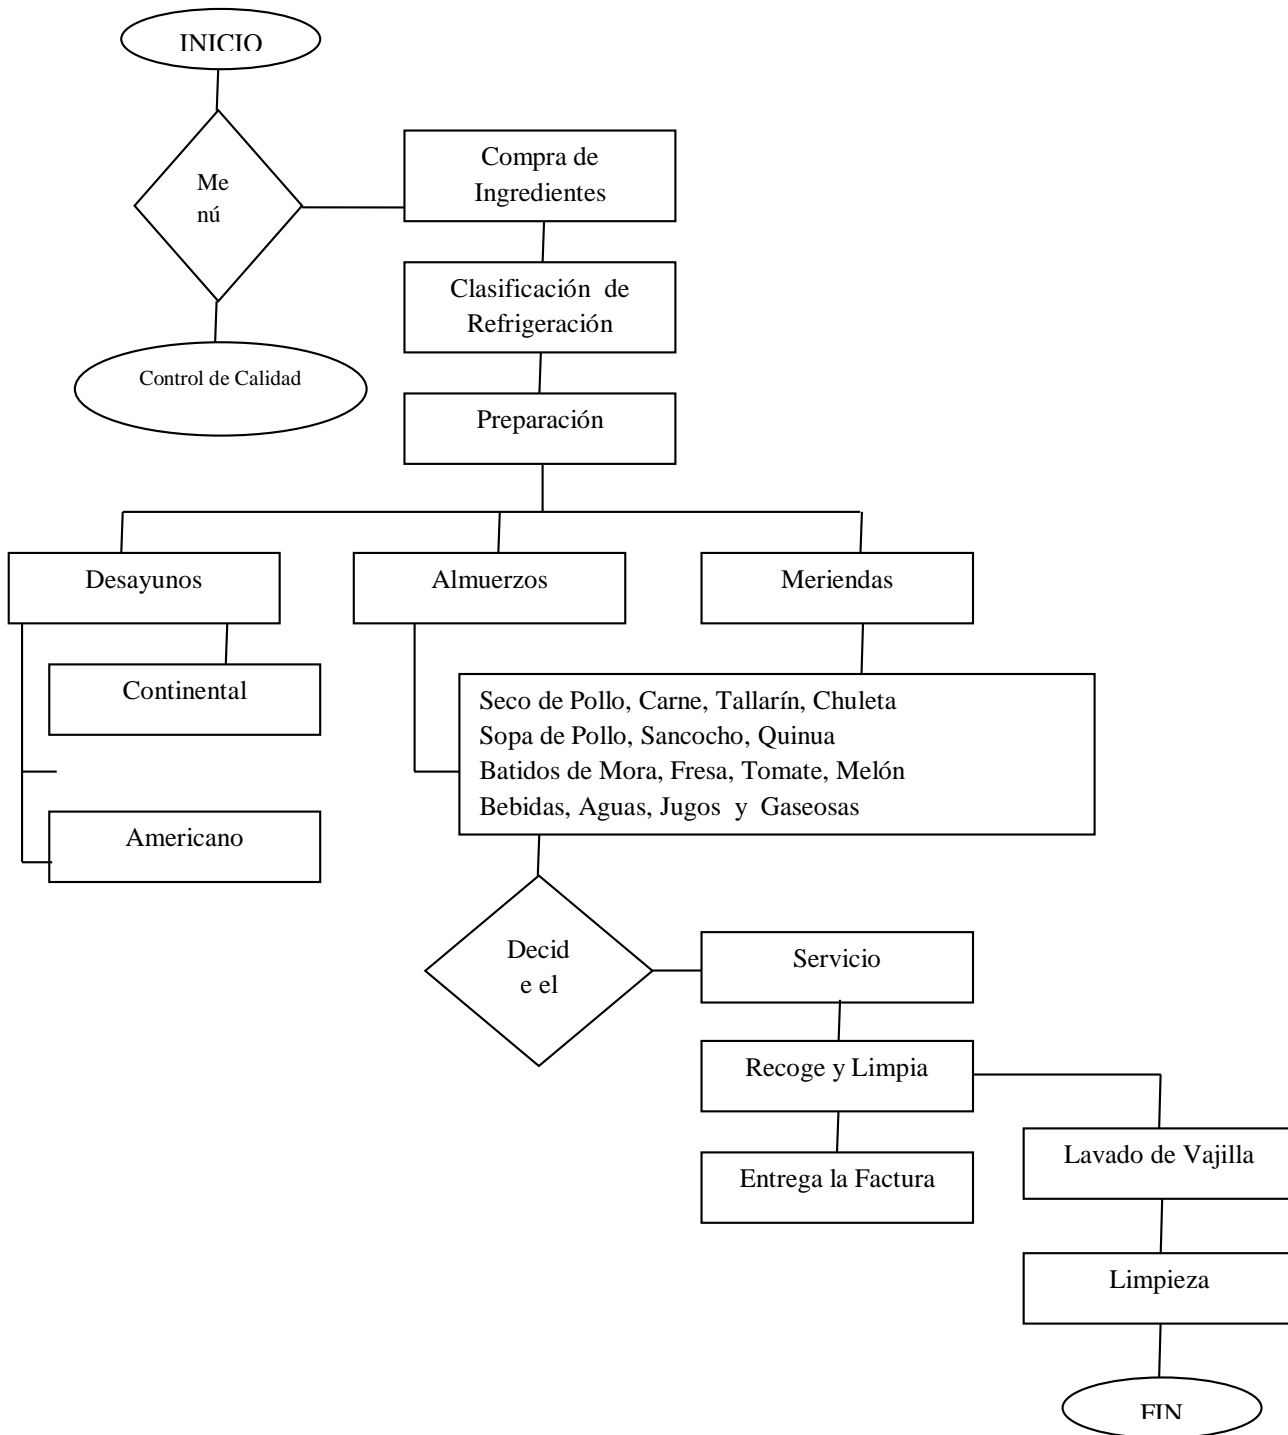 INICIO
Me
nú
Compra de
Ingredientes
Clasificación de
Refrigeración
Control de Calidad
Preparación
Desayunos
Almuerzos
Meriendas
Continental
Americano
Seco de Pollo, Carne, Tallarín, Chuleta
Sopa de Pollo, Sancocho, Quinua
Batidos de Mora, Fresa, Tomate, Melón
Bebidas, Aguas, Jugos y Gaseosas
Decid
e el
Servicio
Recoge y Limpia
Entrega la Factura
Lavado de Vajilla
Limpieza
FIN